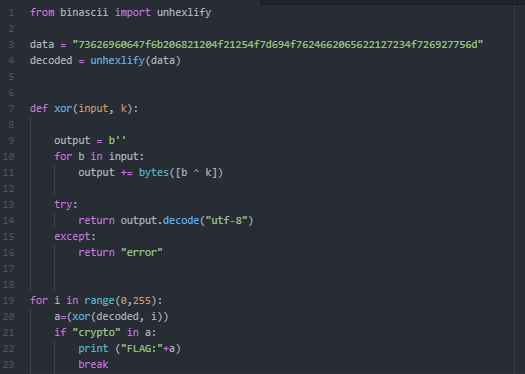 1 from binascii import unhexlify
2
3 data = "73626960647f6b206821204f21254f7d694f7624662065622127234f726927756d"
4 decoded = unhexlify(data)
5
6
7 def xor(input, k):
8
9 output = b''
10 for b in input:
11 output += bytes([b ^ k])
12
13 try:
14 return output.decode("utf-8")
15 except:
16 return "error"
17
18
19 for i in range(0,255):
20 a=(xor(decoded, i))
21 if "crypto" in a:
22 print ("FLAG:"+a)
23 break